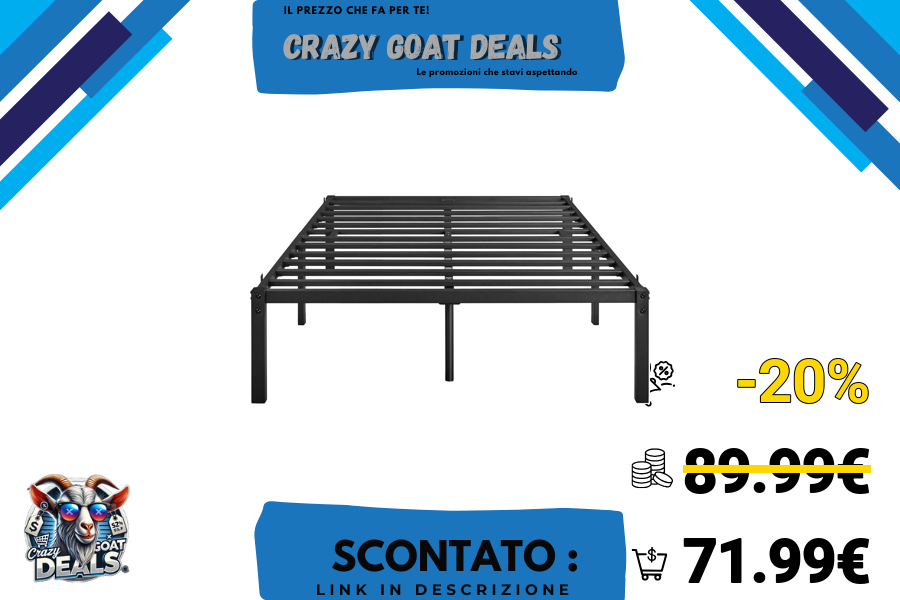 IL PREZZO CHE FA PER TE!
CRAZY GOAT DEALS
Le promozioni che stavi aspettando
-20%
89.99€
71.99€
SCONTATO :
LINK IN DESCRIZIONE
Crazy
GOAT
DEALS